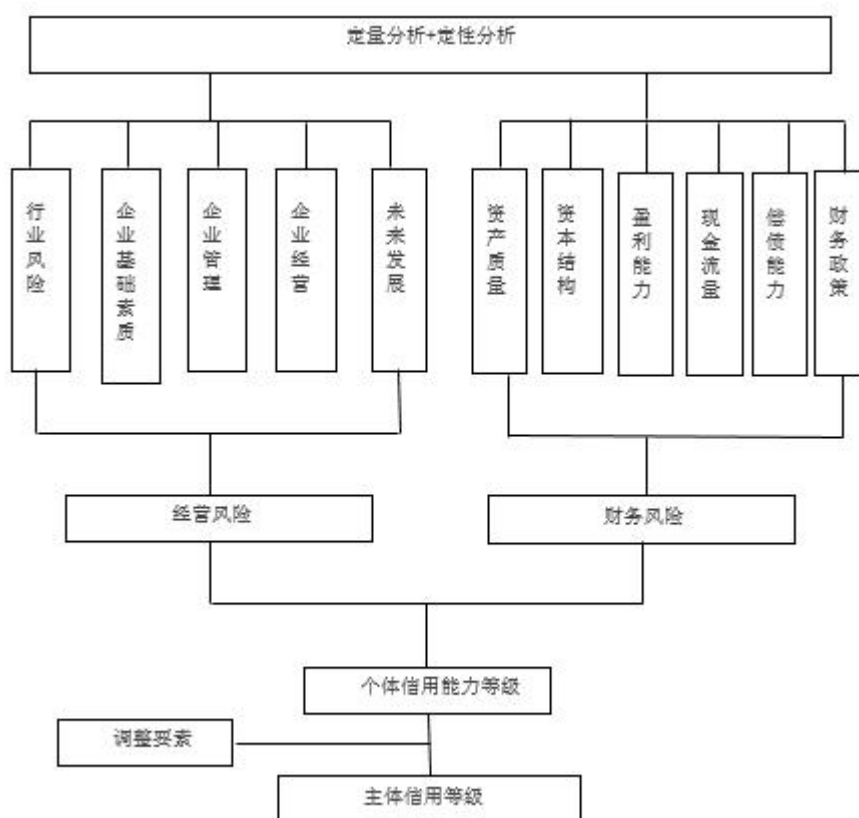 定量分析+定性分析
行业风险
企业基础素质
企业管理
企业经营
未来发展
资产质量
资本结构
盈利能力
现金流量
偿债能力
财务政策
经营风险
财务风险
个体信用能力等级
调整要素
主体信用等级